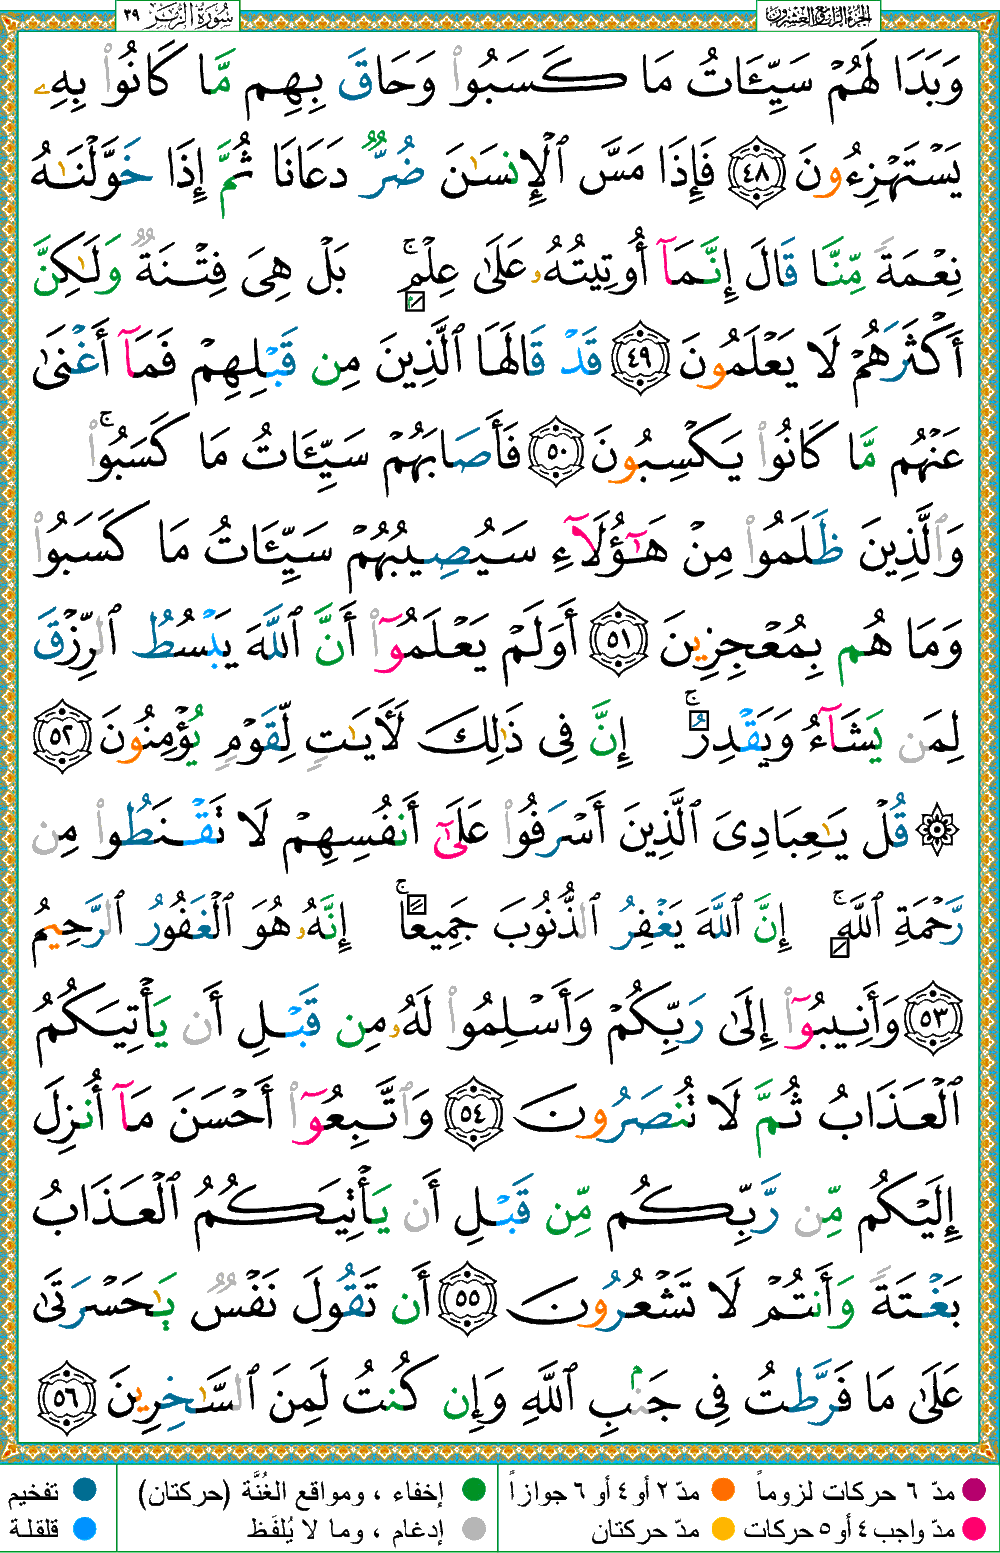 سُورَةُ الزُّمَرِ ٣٩
الجزء الرابع والعشرون
وَبَدَا لَهُمْ سَيِّـَٔاتُ مَا كَسَبُوا۟ وَحَاقَ بِهِم مَّا كَانُوا۟ بِهِۦ
يَسْتَهْزِءُونَ ٤٨ فَإِذَا مَسَّ ٱلْإِنسَـٰنَ ضُرٌّ دَعَانَا ثُمَّ إِذَا خَوَّلْنَـٰهُ
نِعْمَةً مِّنَّا قَالَ إِنَّمَآ أُوتِيتُهُۥ عَلَىٰ عِلْمٍۭ ۚ بَلْ هِىَ فِتْنَةٌ وَلَـٰكِنَّ
أَكْثَرَهُمْ لَا يَعْلَمُونَ ٤٩ قَدْ قَالَهَا ٱلَّذِينَ مِن قَبْلِهِمْ فَمَآ أَغْنَىٰ
عَنْهُم مَّا كَانُوا۟ يَكْسِبُونَ ٥٠ فَأَصَابَهُمْ سَيِّـَٔاتُ مَا كَسَبُوا۟ ۚ
وَٱلَّذِينَ ظَلَمُوا۟ مِنْ هَـٰٓؤُلَآءِ سَيُصِيبُهُمْ سَيِّـَٔاتُ مَا كَسَبُوا۟
وَمَا هُم بِمُعْجِزِينَ ٥١ أَوَلَمْ يَعْلَمُوٓا۟ أَنَّ ٱللَّهَ يَبْسُطُ ٱلرِّزْقَ
لِمَن يَشَآءُ وَيَقْدِرُ ۚ إِنَّ فِى ذَٰلِكَ لَـَٔايَـٰتٍ لِّقَوْمٍ يُؤْمِنُونَ ٥٢
۞ قُلْ يَـٰعِبَادِىَ ٱلَّذِينَ أَسْرَفُوا۟ عَلَىٰٓ أَنفُسِهِمْ لَا تَقْنَطُوا۟ مِن
رَّحْمَةِ ٱللَّهِ ۚ إِنَّ ٱللَّهَ يَغْفِرُ ٱلذُّنُوبَ جَمِيعًا ۚ إِنَّهُۥ هُوَ ٱلْغَفُورُ ٱلرَّحِيمُ
٥٣ وَأَنِيبُوٓا۟ إِلَىٰ رَبِّكُمْ وَأَسْلِمُوا۟ لَهُۥ مِن قَبْلِ أَن يَأْتِيَكُمُ
ٱلْعَذَابُ ثُمَّ لَا تُنصَرُونَ ٥٤ وَٱتَّبِعُوٓا۟ أَحْسَنَ مَآ أُنزِلَ
إِلَيْكُم مِّن رَّبِّكُم مِّن قَبْلِ أَن يَأْتِيَكُمُ ٱلْعَذَابُ
بَغْتَةً وَأَنتُمْ لَا تَشْعُرُونَ ٥٥ أَن تَقُولَ نَفْسٌ يَـٰحَسْرَتَىٰ
عَلَىٰ مَا فَرَّطتُ فِى جَنۢبِ ٱللَّهِ وَإِن كُنتُ لَمِنَ ٱلسَّـٰخِرِينَ ٥٦
مدّ ٦ حركات لزوماً مدّ ٢ أو ٤ أو ٦ جوازاً إخفاء ، ومواقع الغُنَّة (حركتان) تفخيم
مدّ واجب ٤ أو ٥ حركات مدّ حركتان إدغام ، وما لا يُلفَظ قلقلة